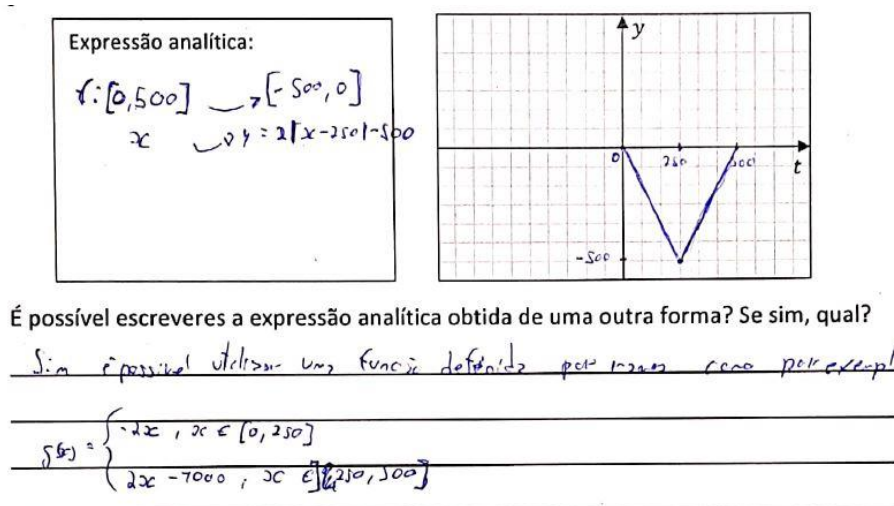 Expressão analítica:
f:[0,500] → [-500,0]
x → y = 2|x-250|-500
y
0 250 500 t
-500
É possível escreveres a expressão analítica obtida de uma outra forma? Se sim, qual?
Sim é possível utilizar uma função definida por ramos como por exempl
g(x) = { -2x , x ∈ [0,250]
2x - 1000 , x ∈ ]250,500]